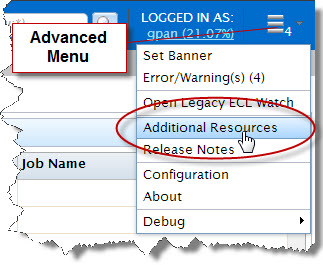 LOGGED IN AS:
gpan (21.07%)
4
Advanced
Menu
Set Banner
Error/Warning(s) (4)
Open Legacy ECL Watch
Additional Resources
Release Notes
Job Name
Configuration
About
Debug